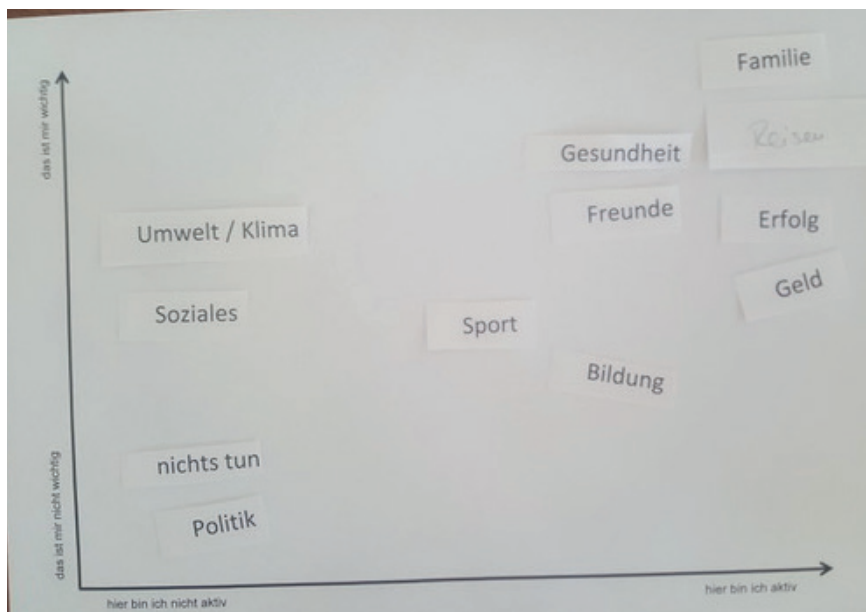 das ist mir wichtig
Familie
Reisen
Gesundheit
Freunde
Umwelt / Klima
Erfolg
Geld
Soziales
Sport
Bildung
nichts tun
Politik
das ist mir nicht wichtig
hier bin ich nicht aktiv
hier bin ich aktiv